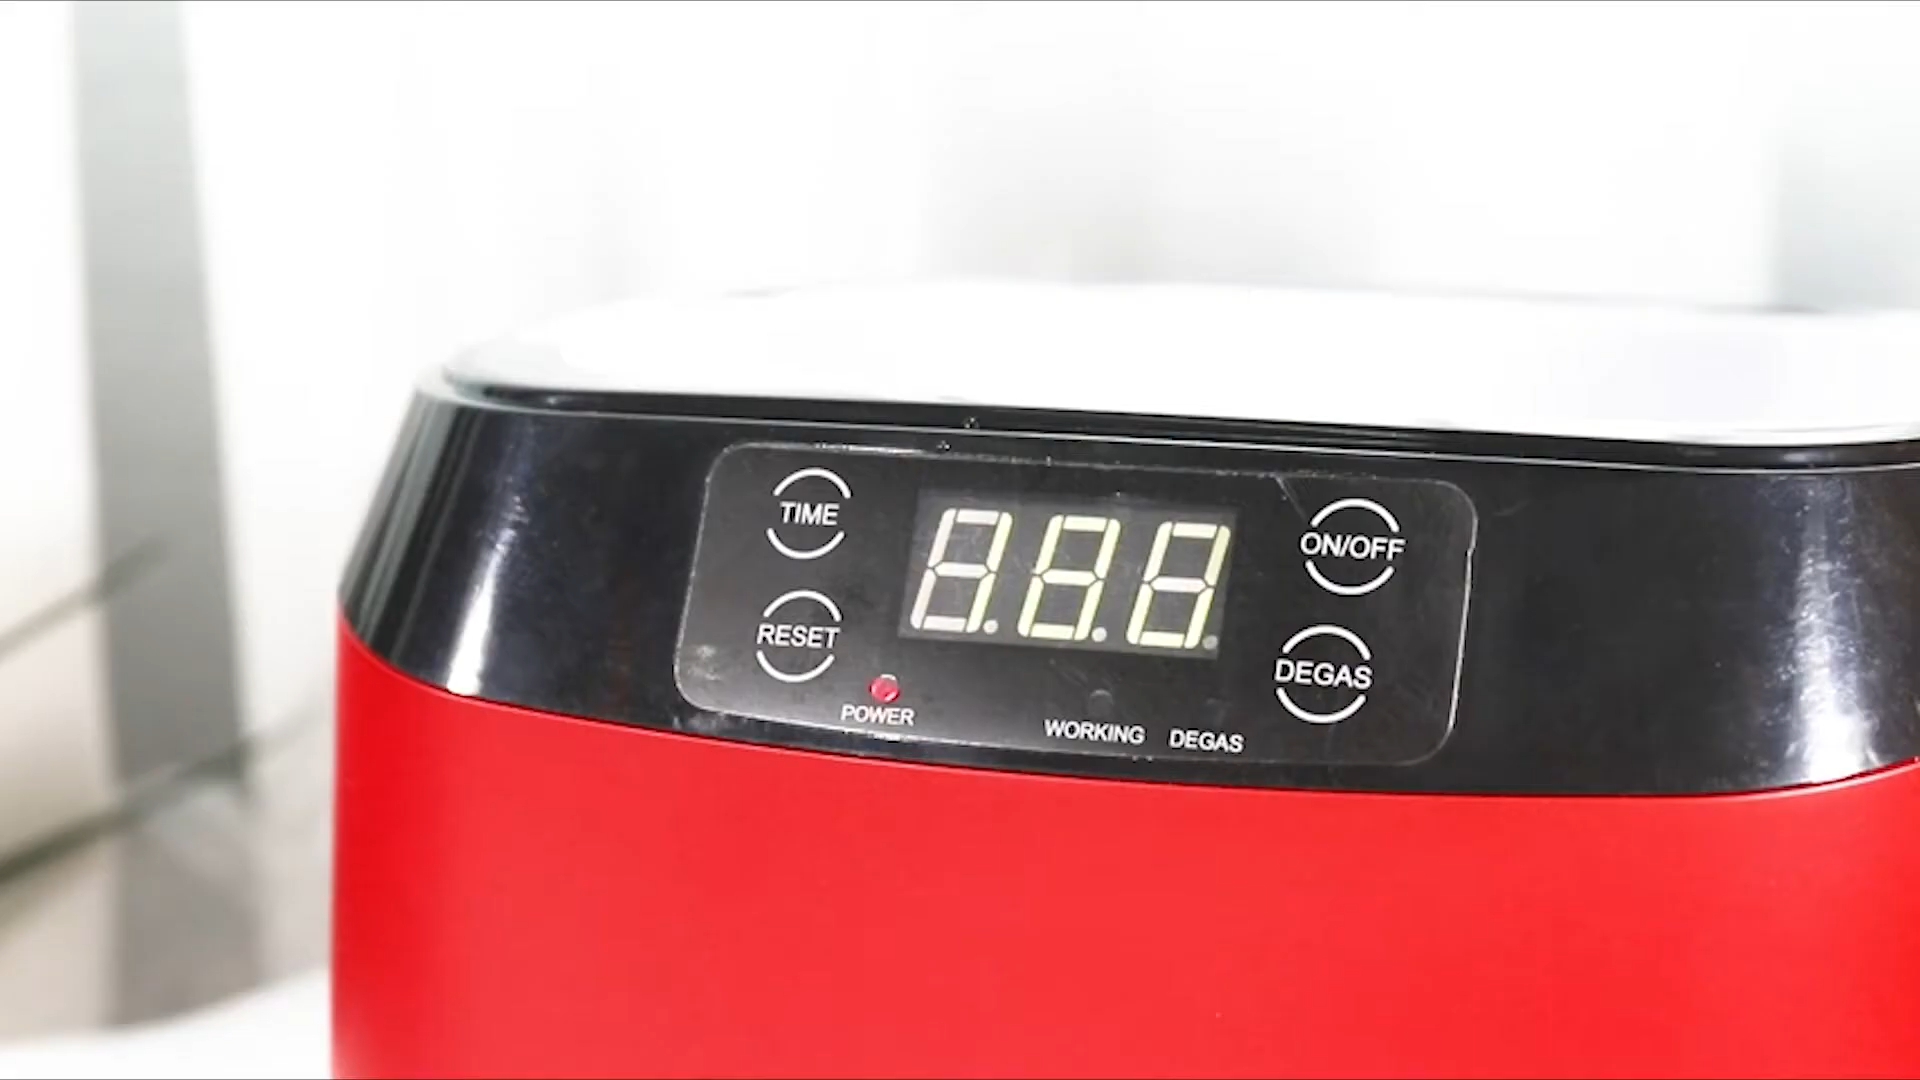 TIME
ON/OFF
RESET
DEGAS
POWER
WORKING
DEGAS